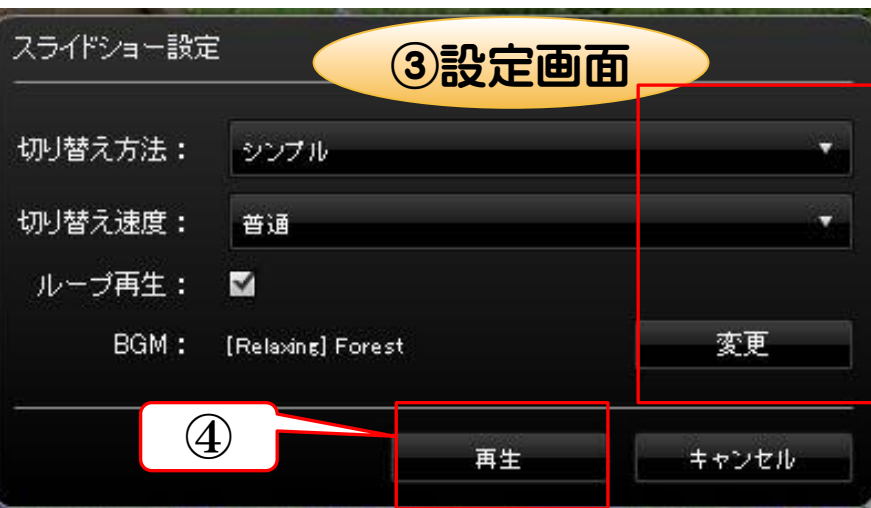 スライドショー設定
③設定画面
切り替え方法：
シンプル
切り替え速度：
普通
ループ再生：
BGM：
[Relaxing] Forest
変更
④
再生
キャンセル